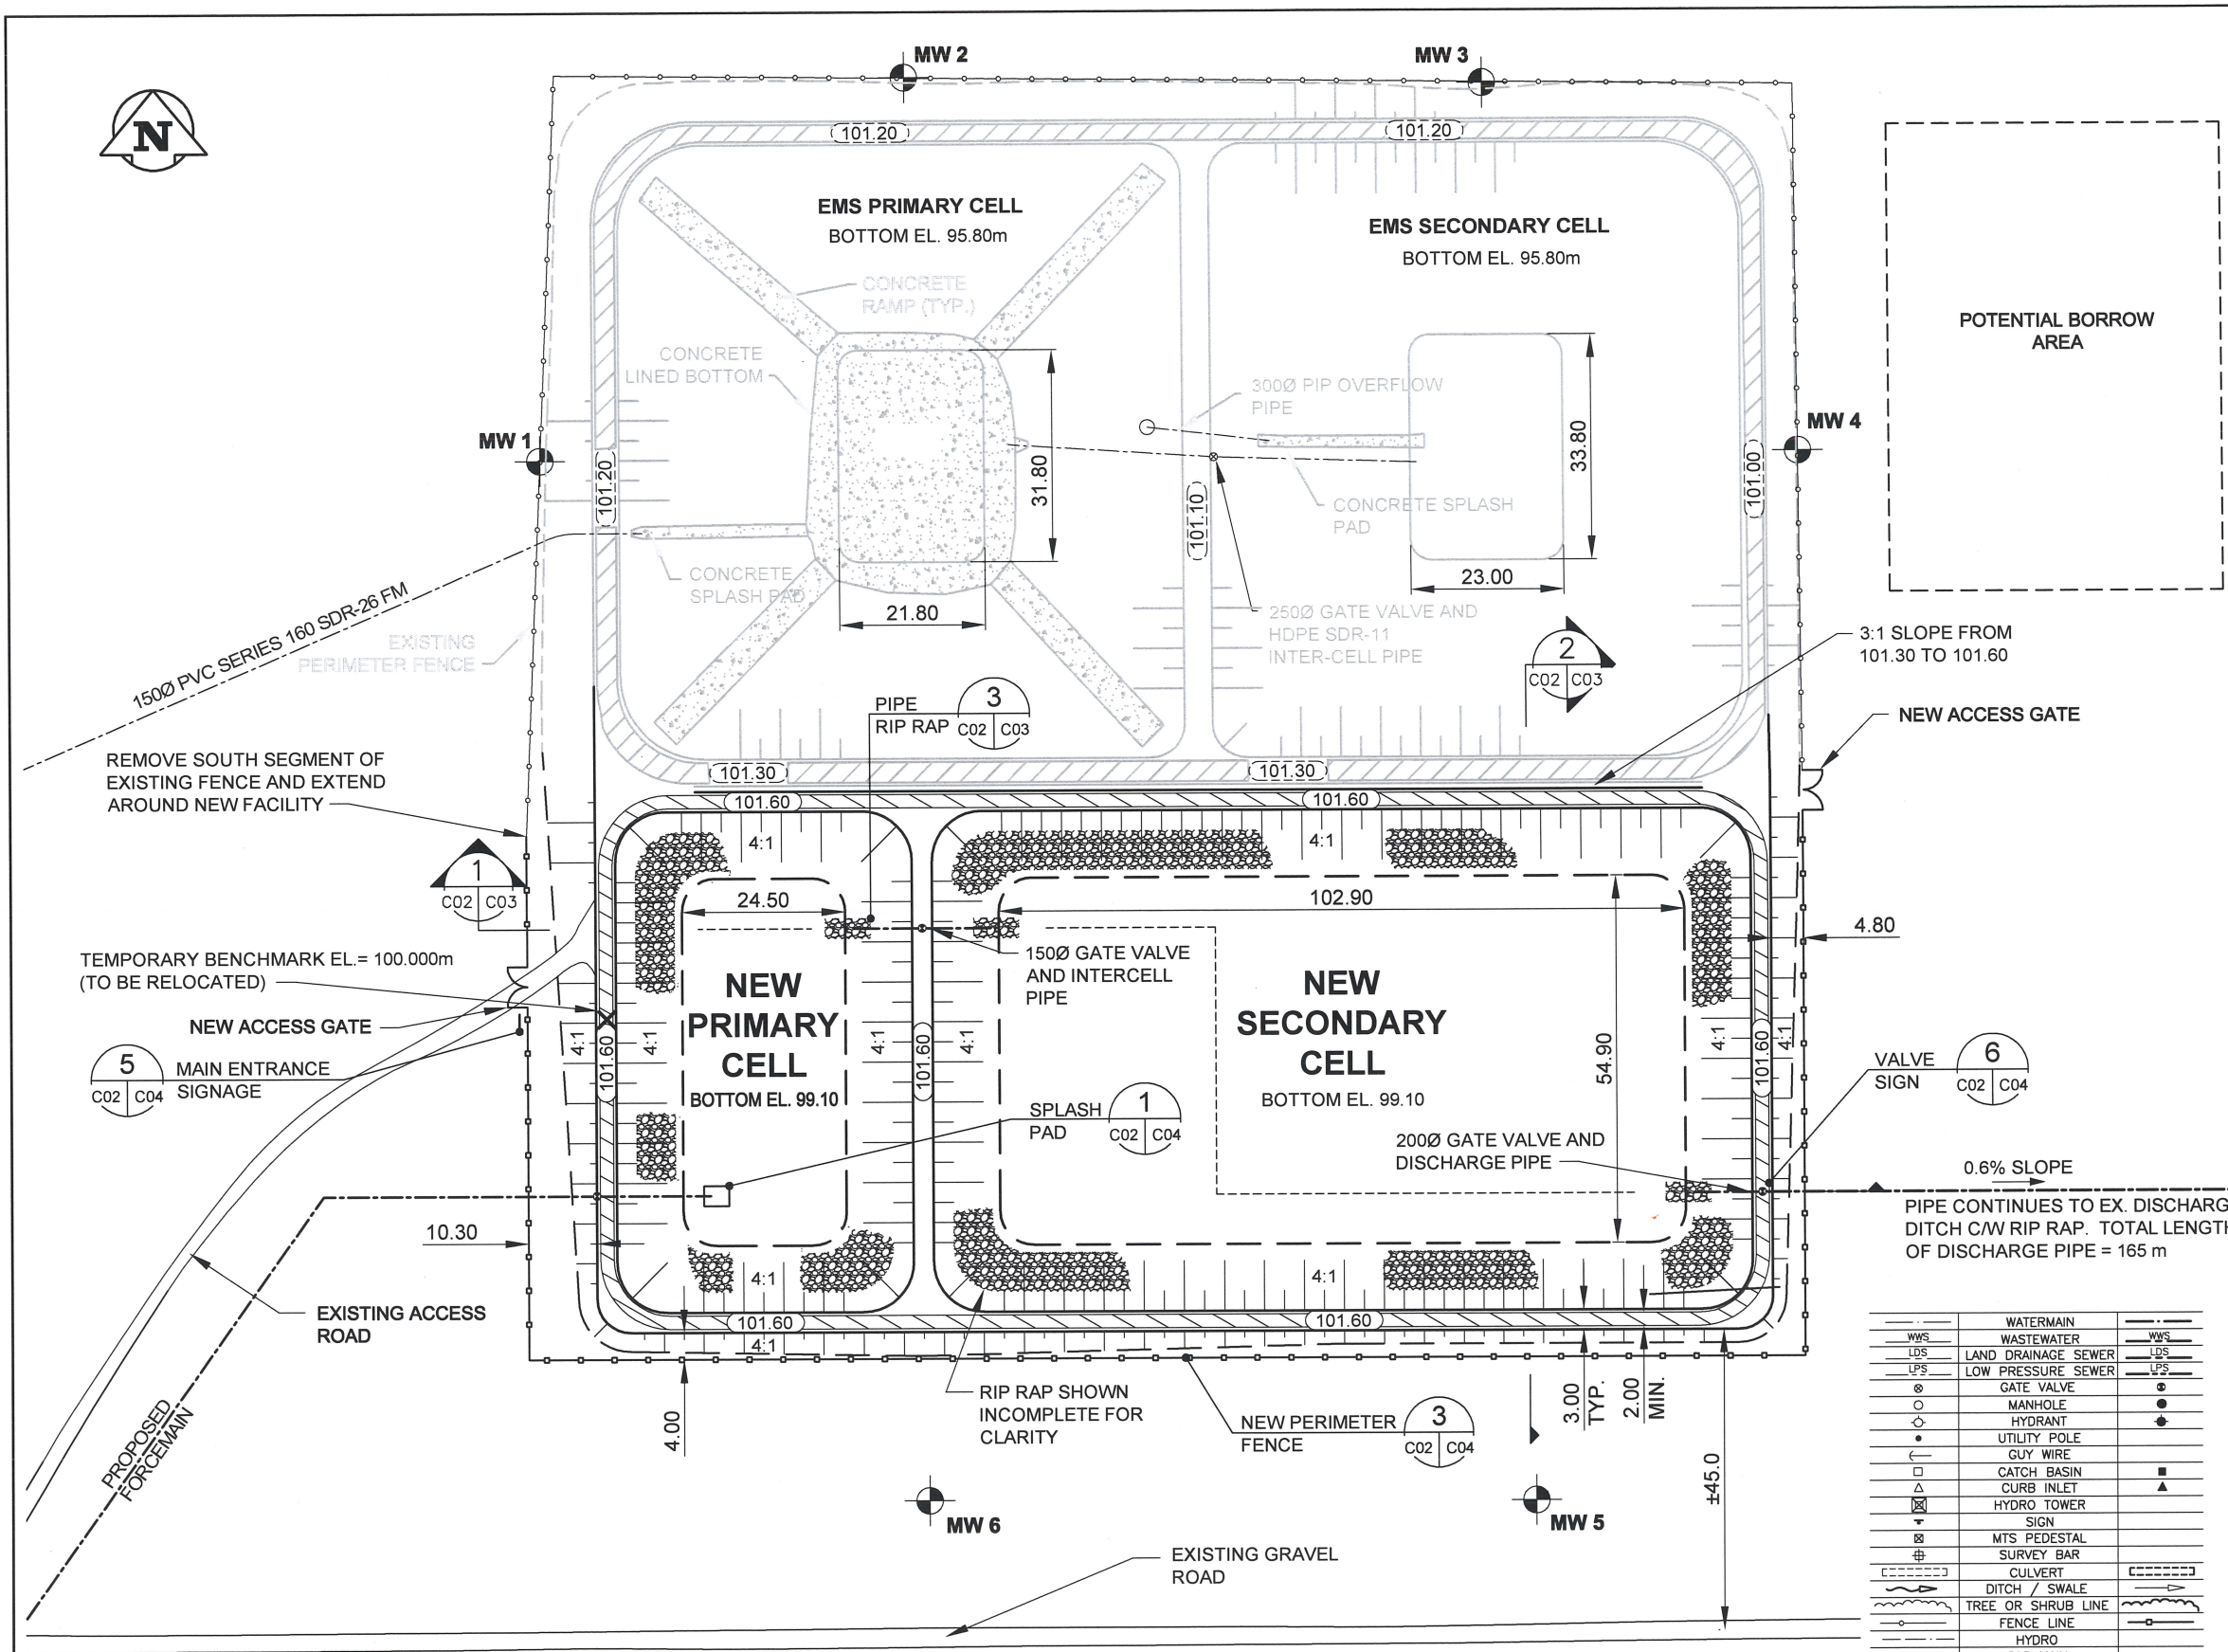 MW 2
MW 3
N
101.20
101.20
EMS PRIMARY CELL
BOTTOM EL. 95.80m
EMS SECONDARY CELL
BOTTOM EL. 95.80m
CONCRETE
RAMP (TYP.)
CONCRETE
LINED BOTTOM
POTENTIAL BORROW
AREA
300Ø PIP OVERFLOW
PIPE
MW 1
MW 4
101.20
31.80
101.10
33.80
101.00
CONCRETE SPLASH
PAD
CONCRETE
SPLASH PAD
21.80
23.00
150Ø PVC SERIES 160 SDR-26 FM
EXISTING
PERIMETER FENCE
250Ø GATE VALVE AND
HDPE SDR-11
INTER-CELL PIPE
2
C02 C03
3:1 SLOPE FROM
101.30 TO 101.60
PIPE
RIP RAP
3
C02 C03
NEW ACCESS GATE
REMOVE SOUTH SEGMENT OF
EXISTING FENCE AND EXTEND
AROUND NEW FACILITY
101.30
101.30
101.60
101.60
4:1
4:1
1
C02 C03
24.50
102.90
4.80
TEMPORARY BENCHMARK EL.= 100.000m
(TO BE RELOCATED)
150Ø GATE VALVE
AND INTERCELL
PIPE
NEW
PRIMARY
CELL
BOTTOM EL. 99.10
NEW
SECONDARY
CELL
BOTTOM EL. 99.10
NEW ACCESS GATE
4:1
101.60
4:1
4:1
101.60
4:1
54.90
4:1
101.60
4:1
5
C02 C04
MAIN ENTRANCE
SIGNAGE
VALVE
SIGN
6
C02 C04
SPLASH
PAD
1
C02 C04
200Ø GATE VALVE AND
DISCHARGE PIPE
0.6% SLOPE
PIPE CONTINUES TO EX. DISCHARG
DITCH C/W RIP RAP. TOTAL LENGTH
OF DISCHARGE PIPE = 165 m
10.30
4:1
4:1
EXISTING ACCESS
ROAD
101.60
101.60
4:1
RIP RAP SHOWN
INCOMPLETE FOR
CLARITY
4.00
NEW PERIMETER
FENCE
3
C02 C04
3.00
TYP.
2.00
MIN.
PROPOSED
FORCEMAIN
±45.0
MW 6
MW 5
EXISTING GRAVEL
ROAD
WATERMAIN
WWS WASTEWATER WWS
LDS LAND DRAINAGE SEWER LDS
LPS LOW PRESSURE SEWER LPS
GATE VALVE
MANHOLE
HYDRANT
UTILITY POLE
GUY WIRE
CATCH BASIN
CURB INLET
HYDRO TOWER
SIGN
MTS PEDESTAL
SURVEY BAR
CULVERT
DITCH / SWALE
TREE OR SHRUB LINE
FENCE LINE
HYDRO